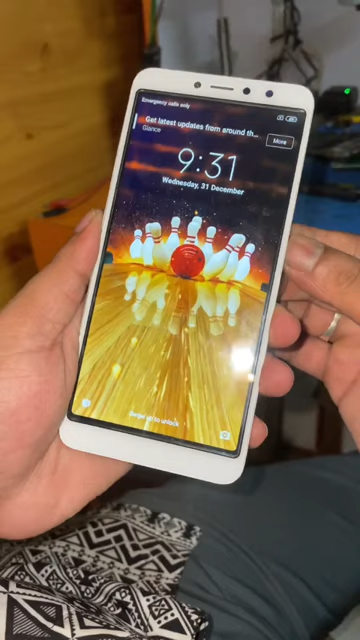 Emergency calls only
Get latest updates from around th...
Glance
More
9:31
Wednesday, 31 December
Swipe up to unlock